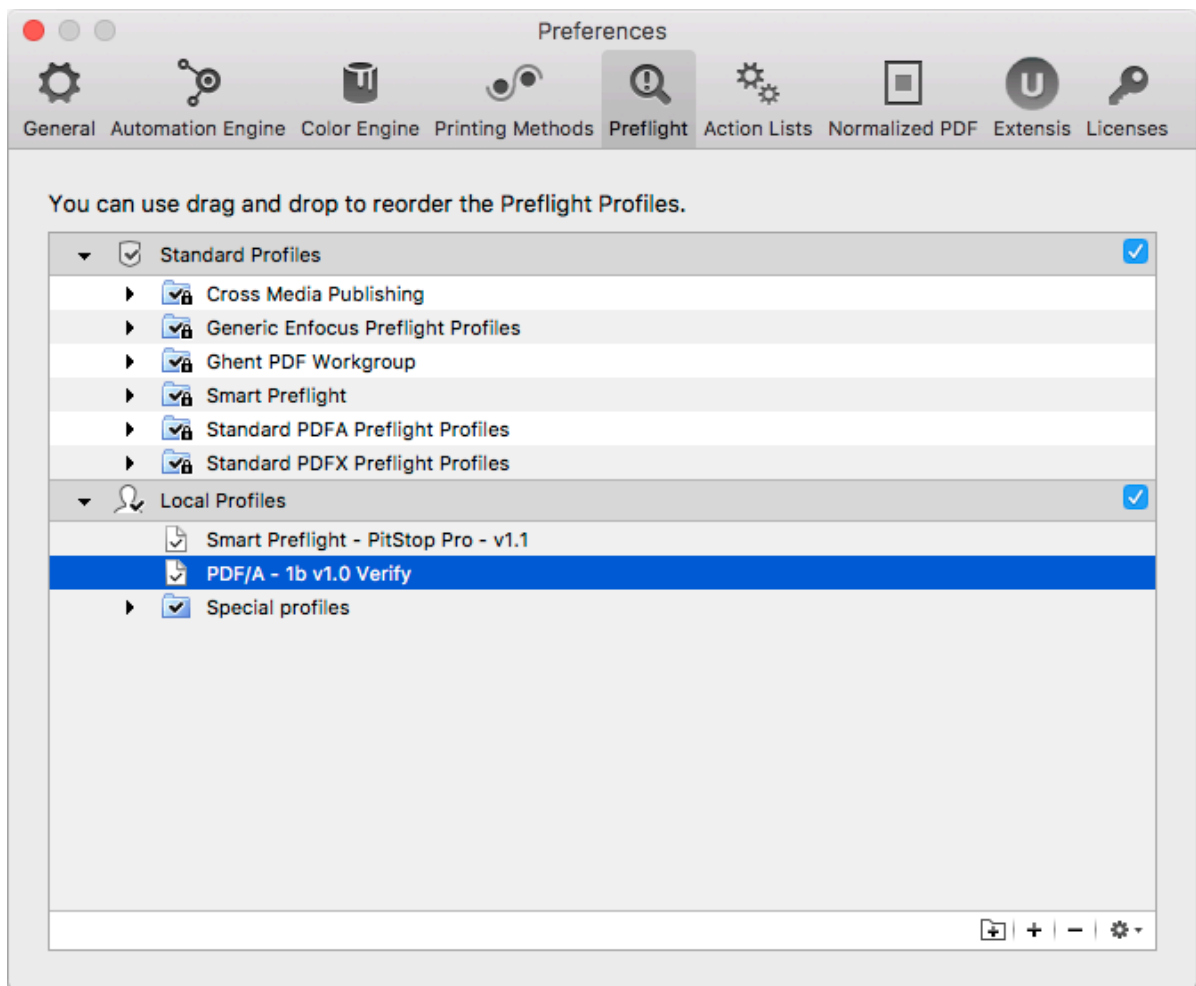 Preferences
General Automation Engine Color Engine Printing Methods Preflight Action Lists Normalized PDF Extensis Licenses
You can use drag and drop to reorder the Preflight Profiles.
Standard Profiles
Cross Media Publishing
Generic Enfocus Preflight Profiles
Ghent PDF Workgroup
Smart Preflight
Standard PDFA Preflight Profiles
Standard PDFX Preflight Profiles
Local Profiles
Smart Preflight - PitStop Pro - v1.1
PDF/A - 1b v1.0 Verify
Special profiles